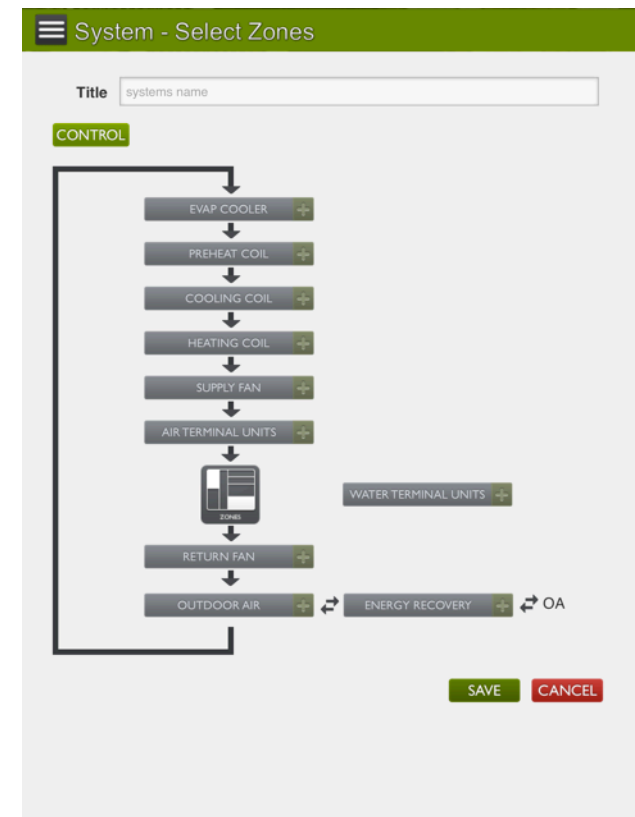 System - Select Zones
Title systems name
CONTROL
EVAP COOLER
PREHEAT COIL
COOLING COIL
HEATING COIL
SUPPLY FAN
AIR TERMINAL UNITS
ZONES
WATER TERMINAL UNITS
RETURN FAN
OUTDOOR AIR ENERGY RECOVERY OA
SAVE CANCEL